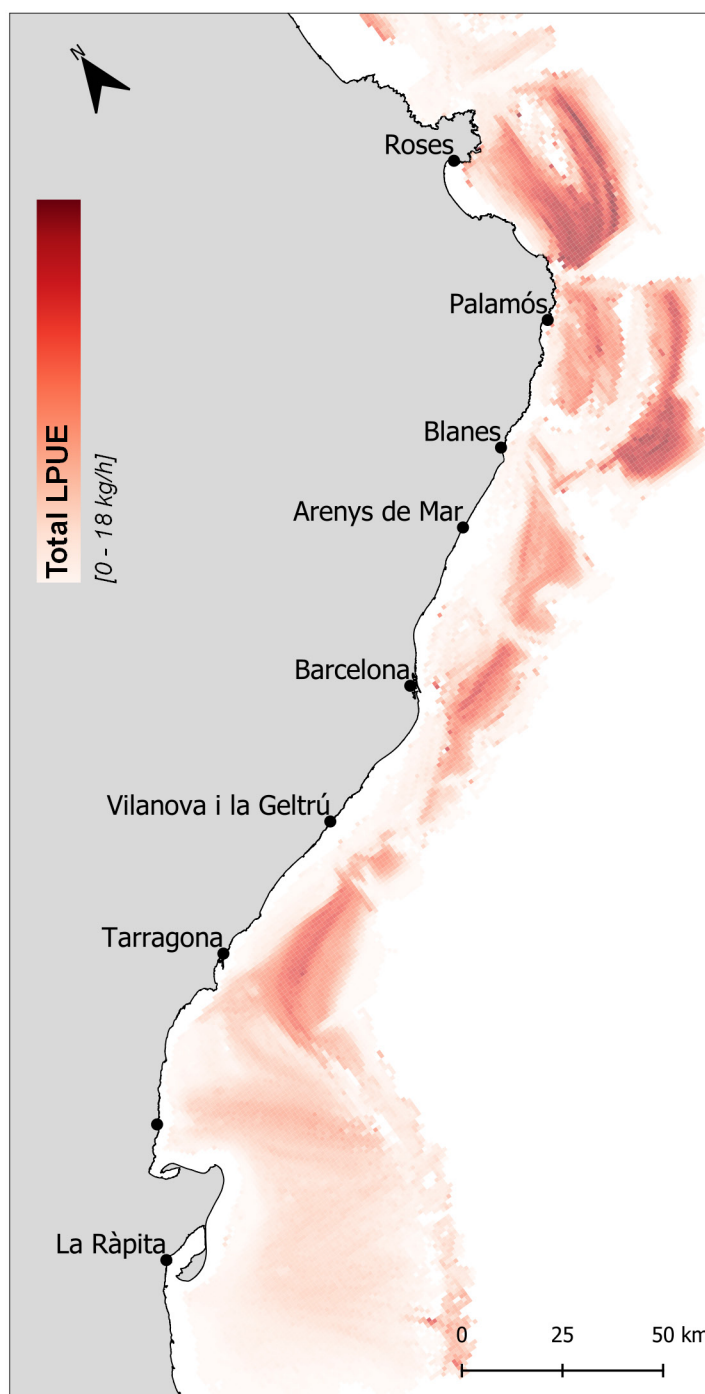 N
Roses
Palamós
Blanes
Total LPUE
[0 - 18 kg/h]
Arenys de Mar
Barcelona
Vilanova i la Geltrú
Tarragona
La Ràpita
0 25 50 km